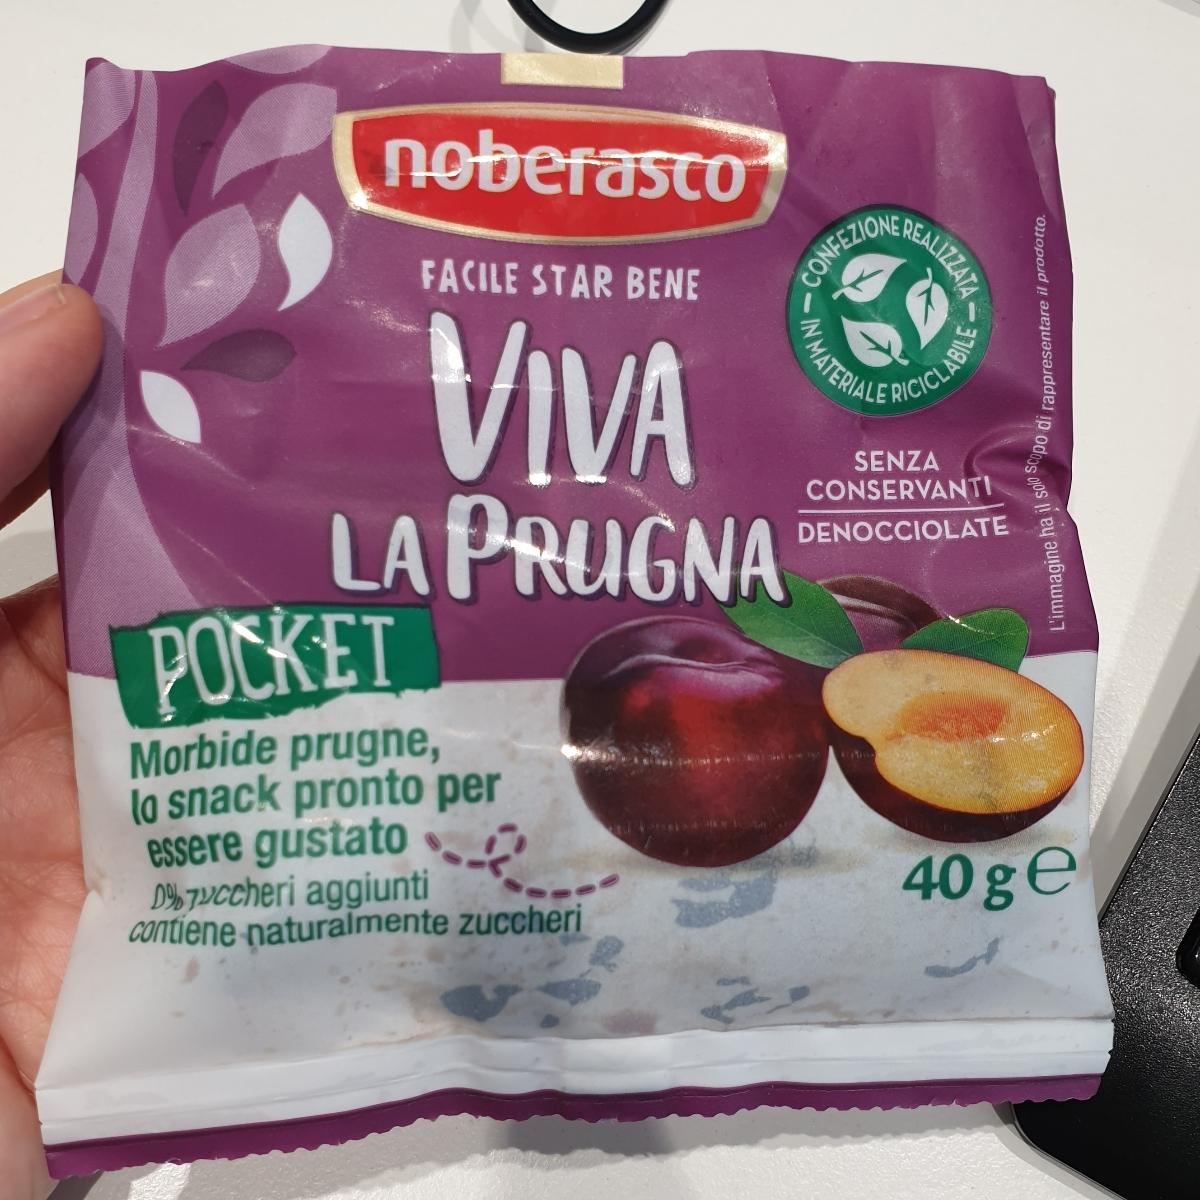 noberasco
FACILE STAR BENE
VIVA
LA PRUGNA
CONFEZIONE REALIZZATA
IN MATERIALE RICICLABILE
SENZA
CONSERVANTI
DENOCCIOLATE
L'immagine ha il solo scopo di rappresentare il prodotto.
POCKET
Morbide prugne,
lo snack pronto per
essere gustato
0% zuccheri aggiunti
contiene naturalmente zuccheri
40 g e